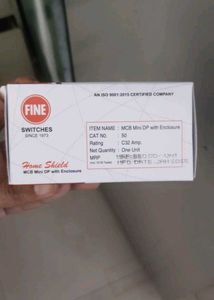 AN ISO 9001:2015 CERTIFIED COMPANY
FINE
SWITCHES
SINCE 1973
Home Shield
MCB Mini DP with Enclosure
ITEM NAME : MCB Mini DP with Enclosure
CAT NO. : 50
Rating : C32 Amp.
Net Quantity : One Unit
MRP :